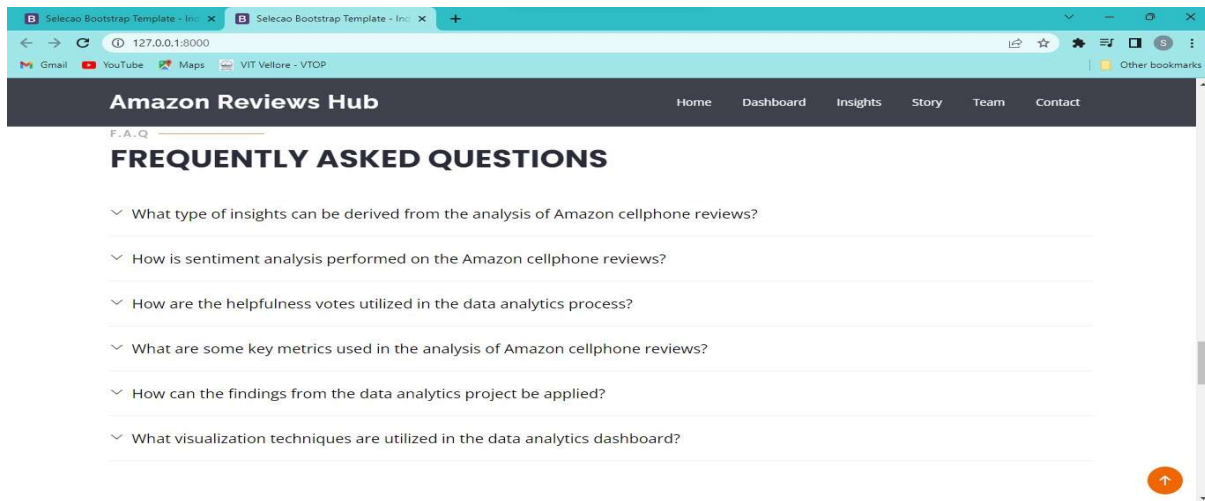 Selecao Bootstrap Template - In
Selecao Bootstrap Template - In
127.0.0.1:8000
Gmail
YouTube
Maps
VIT Vellore - VTOP
Other bookmarks
Amazon Reviews Hub
Home
Dashboard
Insights
Story
Team
Contact
F.A.Q
FREQUENTLY ASKED QUESTIONS
What type of insights can be derived from the analysis of Amazon cellphone reviews?
How is sentiment analysis performed on the Amazon cellphone reviews?
How are the helpfulness votes utilized in the data analytics process?
What are some key metrics used in the analysis of Amazon cellphone reviews?
How can the findings from the data analytics project be applied?
What visualization techniques are utilized in the data analytics dashboard?